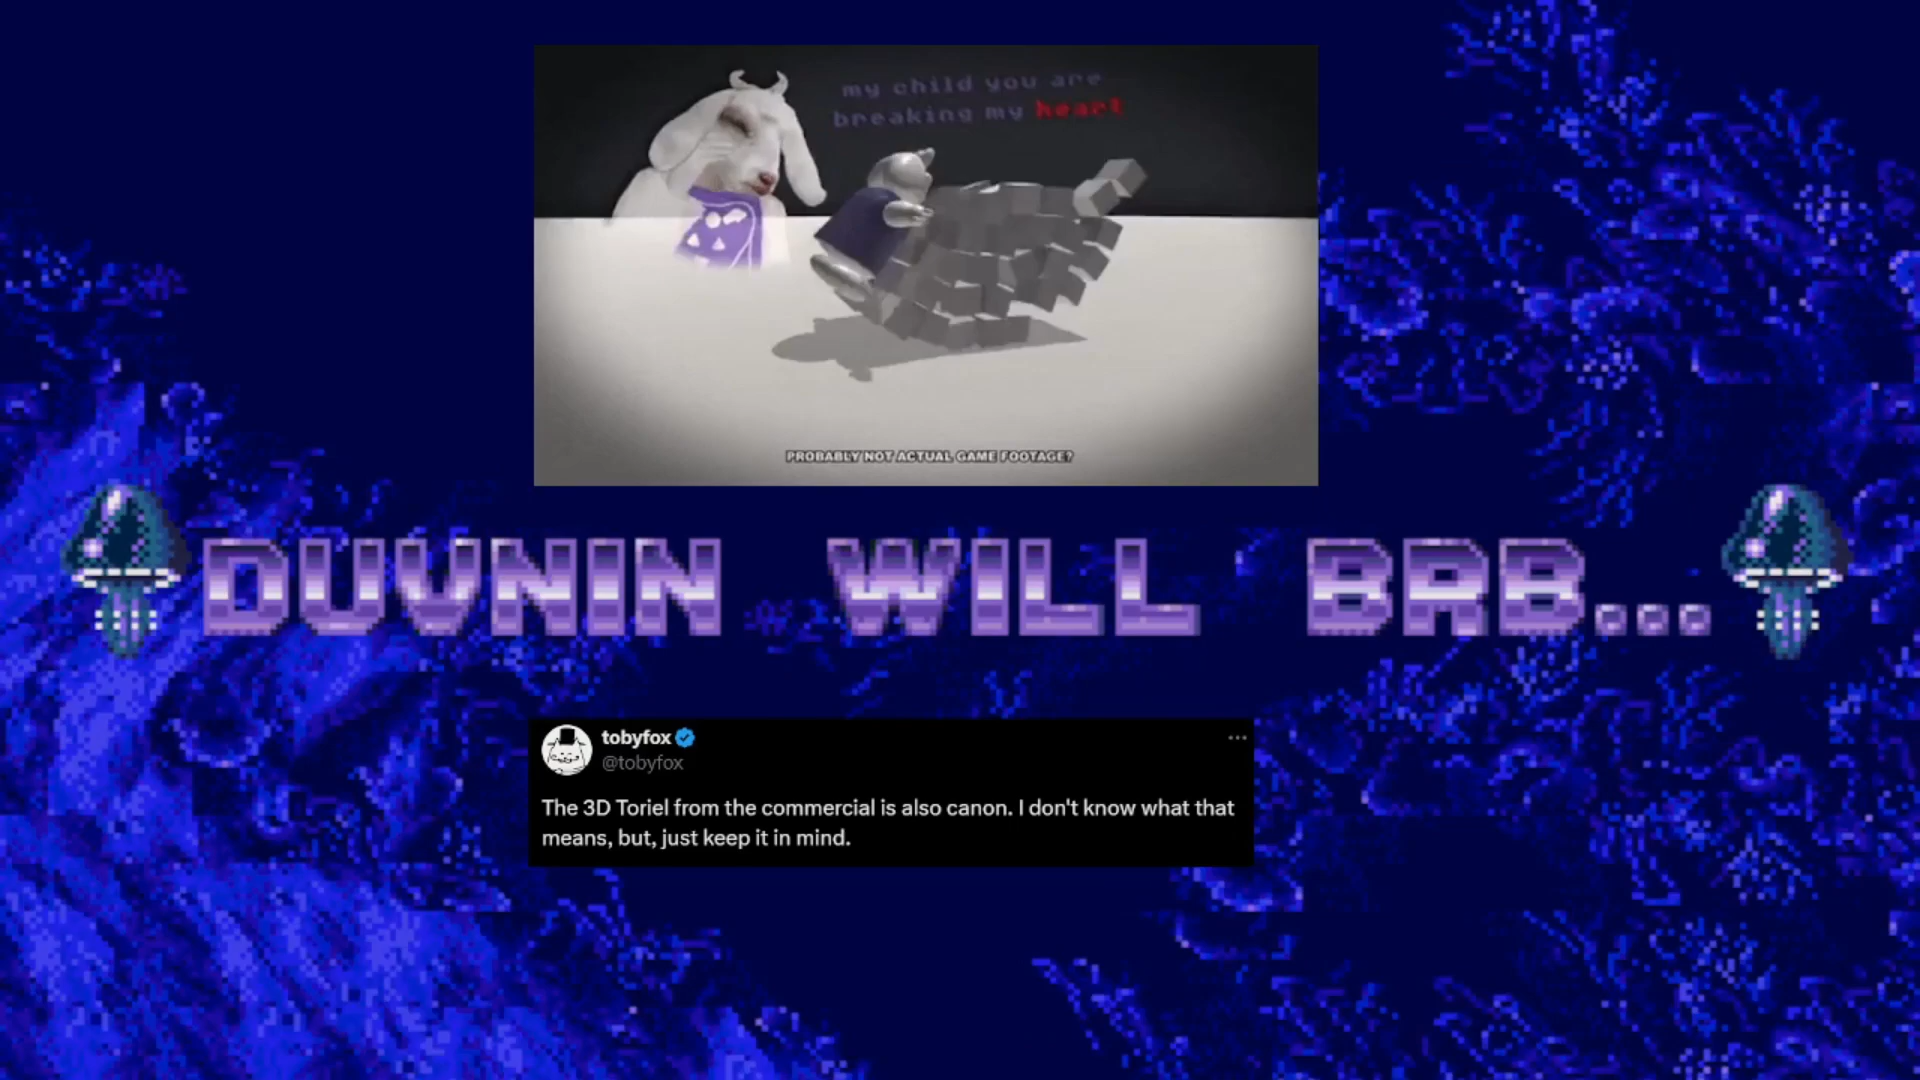 my child you are
breaking my heart
PROBABLY NOT ACTUAL GAME FOOTAGE?
DUVNIN WILL BRB...
tobyfox
@tobyfox
The 3D Toriel from the commercial is also canon. I don't know what that
means, but, just keep it in mind.